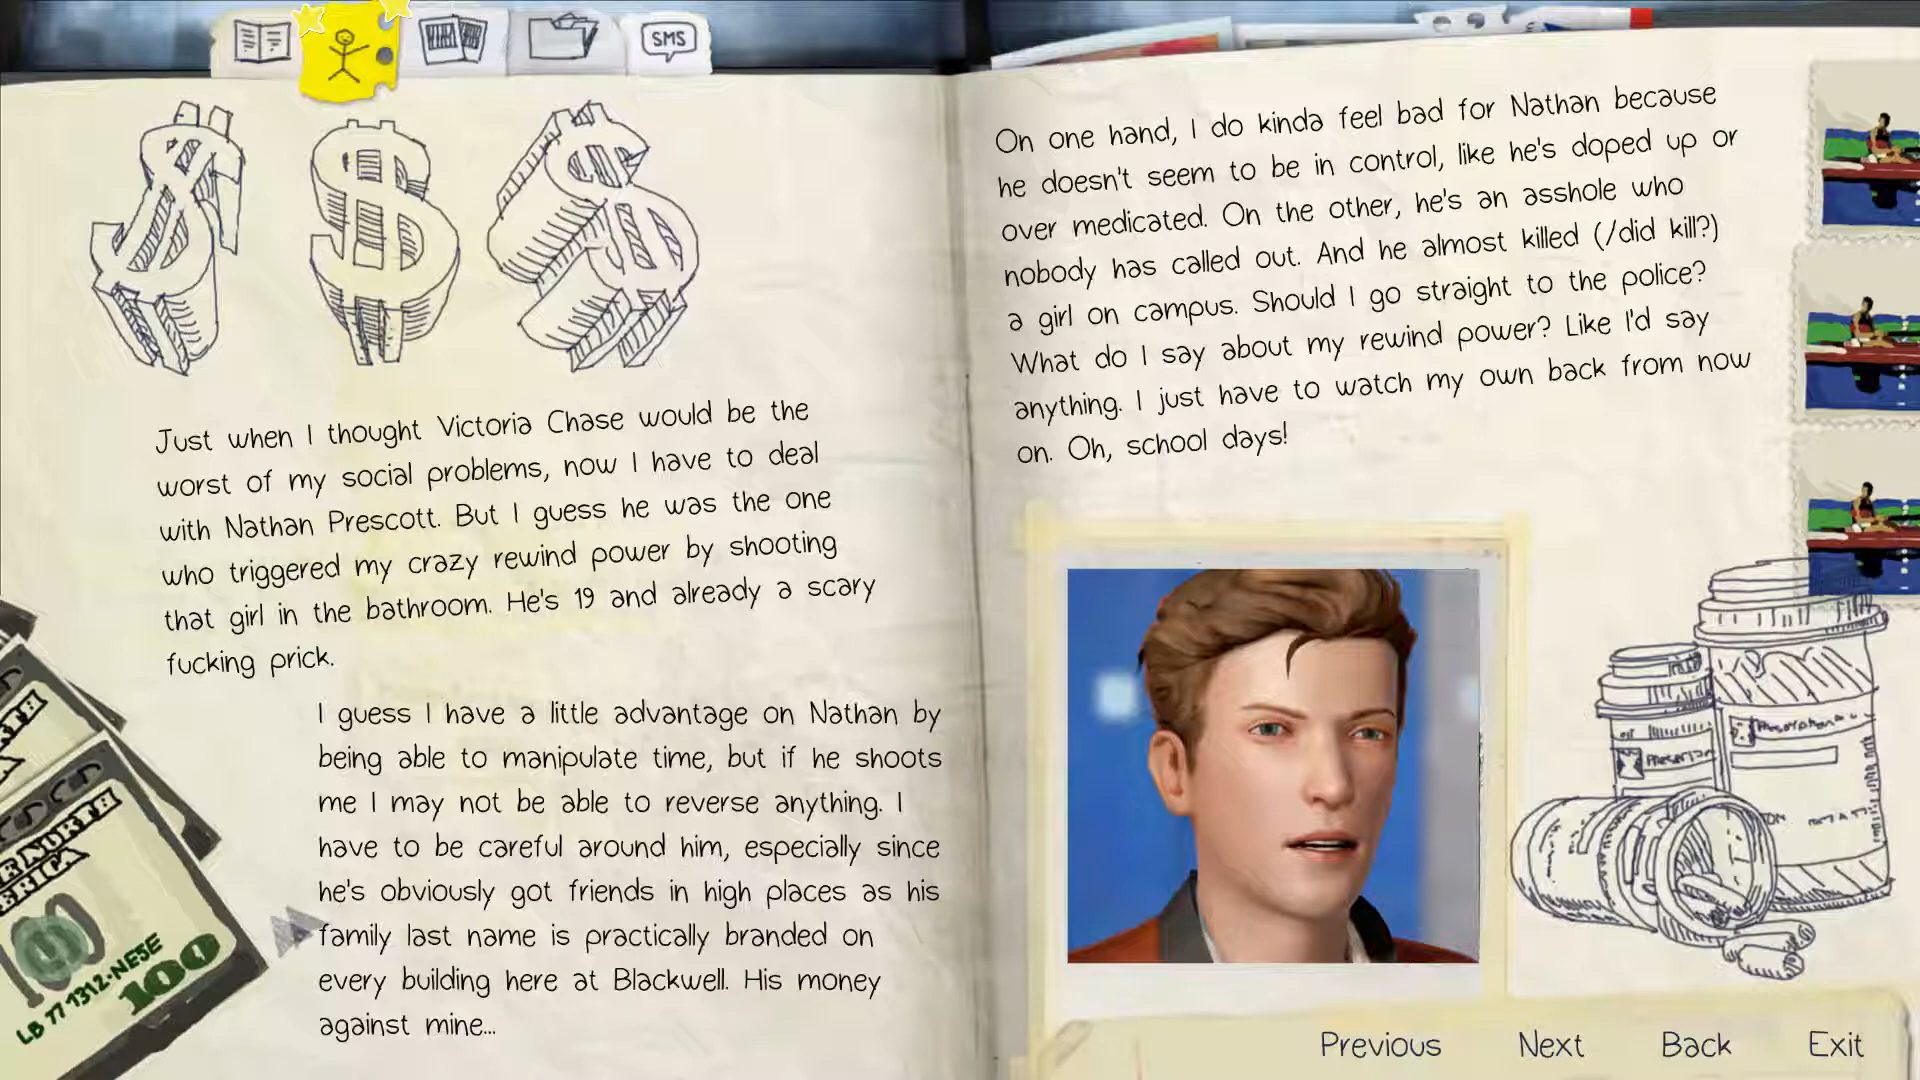 SMS
Just when I thought Victoria Chase would be the
worst of my social problems, now I have to deal
with Nathan Prescott. But I guess he was the one
who triggered my crazy rewind power by shooting
that girl in the bathroom. He's 19 and already a scary
fucking prick.
I guess I have a little advantage on Nathan by
being able to manipulate time, but if he shoots
me I may not be able to reverse anything. I
have to be careful around him, especially since
he's obviously got friends in high places as his
family last name is practically branded on
every building here at Blackwell. His money
against mine...
100
LB 77 1312-NESE
100
On one hand, I do kinda feel bad for Nathan because
he doesn't seem to be in control, like he's doped up or
over medicated. On the other, he's an asshole who
nobody has called out. And he almost killed (/did kill?)
a girl on campus. Should I go straight to the police?
What do I say about my rewind power? Like I'd say
anything. I just have to watch my own back from now
on. Oh, school days!
Previous Next Back Exit